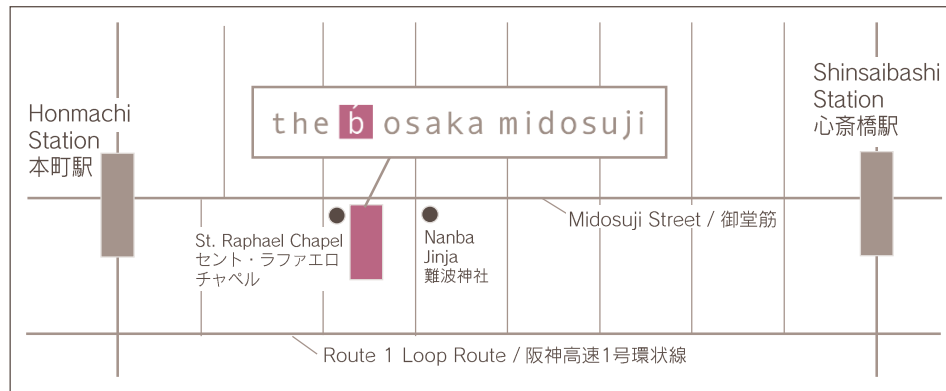 Honmachi
Station
本町駅
the b osaka midosuji
Shinsaibashi
Station
心斎橋駅
St. Raphael Chapel
セント・ラファエロ
チャペル
Nanba
Jinja
難波神社
Midosuji Street / 御堂筋
Route 1 Loop Route / 阪神高速1号環状線